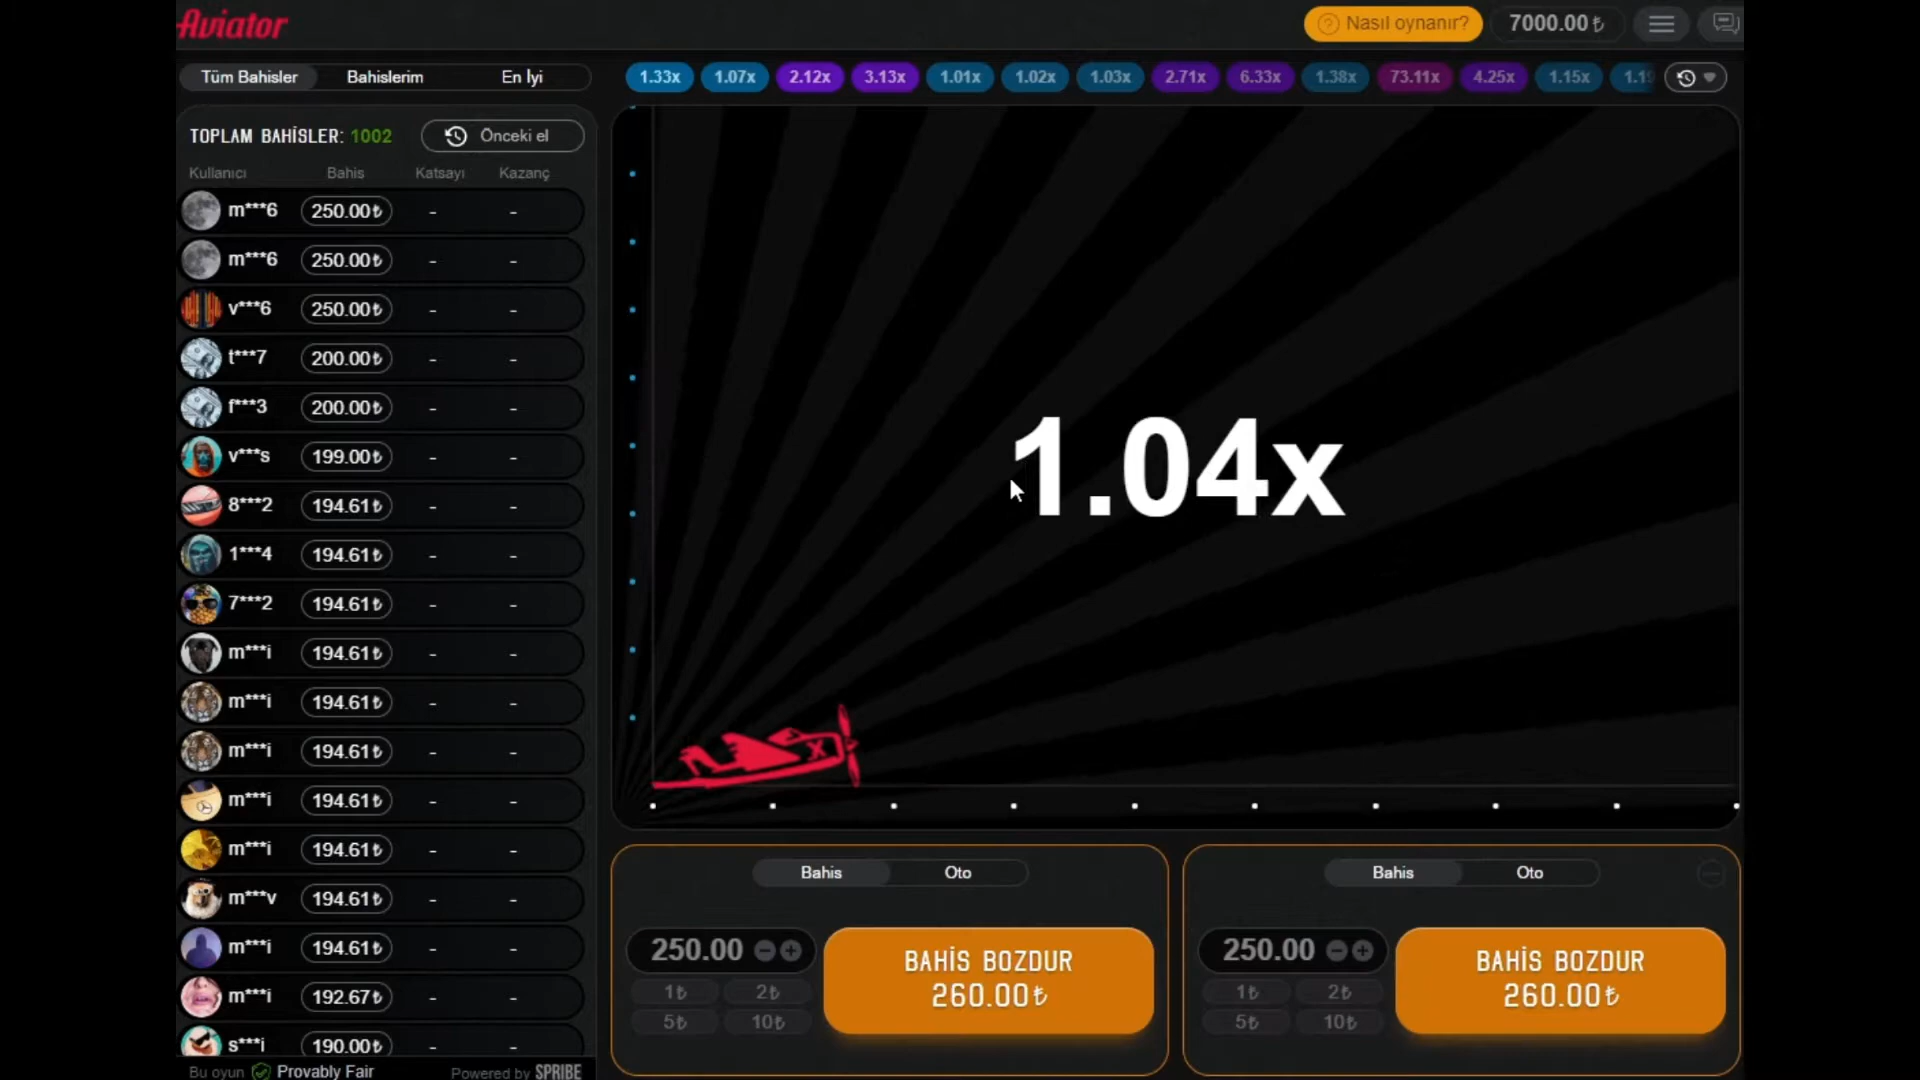 Aviator
Nasıl oynanır?
7000.00₺
Tüm Bahisler
Bahislerim
En İyi
1.33x
1.07x
2.12x
3.13x
1.01x
1.02x
1.03x
2.71x
6.33x
1.38x
73.11x
4.25x
1.15x
TOPLAM BAHİSLER: 1002
Önceki el
Kullanıcı Bahis Katsayı Kazanç
m***6 250.00₺ - -
m***6 250.00₺ - -
v***6 250.00₺ - -
t***7 200.00₺ - -
f***3 200.00₺ - -
v***s 199.00₺ - -
8***2 194.61₺ - -
1***4 194.61₺ - -
7***2 194.61₺ - -
m***i 194.61₺ - -
m***i 194.61₺ - -
m***i 194.61₺ - -
m***i 194.61₺ - -
m***i 194.61₺ - -
m***v 194.61₺ - -
m***i 194.61₺ - -
m***i 192.67₺ - -
s***i 190.00₺ - -
Bu oyun Provably Fair
Powered by SPRIBE
1.04x
Bahis
Oto
250.00
1₺ 2₺
5₺ 10₺
BAHİS BOZDUR
260.00₺
Bahis
Oto
250.00
1₺ 2₺
5₺ 10₺
BAHİS BOZDUR
260.00₺